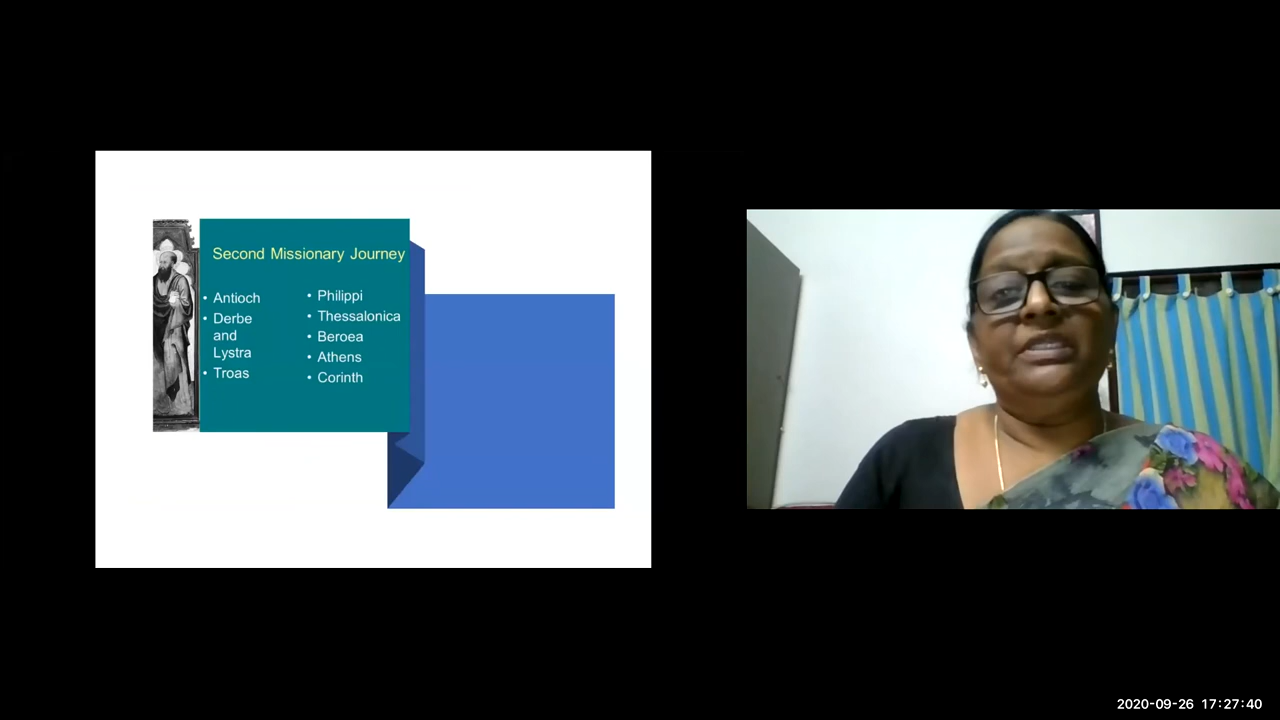 Second Missionary Journey
• Antioch
• Derbe
and
Lystra
• Troas
• Philippi
• Thessalonica
• Beroea
• Athens
• Corinth
2020-09-26 17:27:40